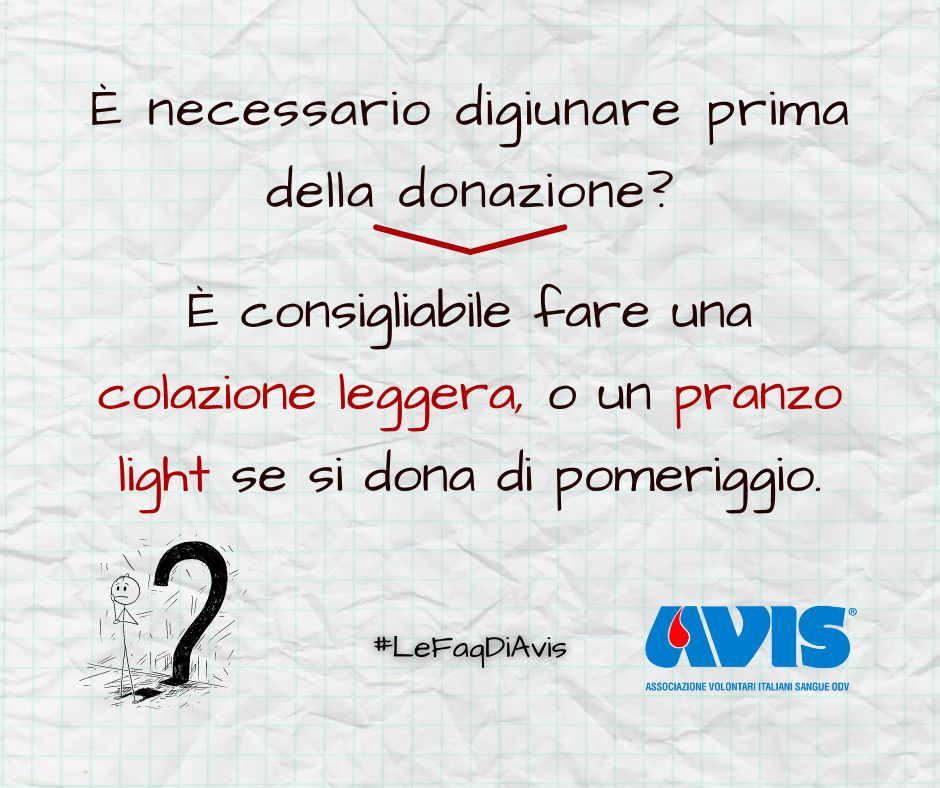 È necessario digiunare prima
della donazione?
È consigliabile fare una
colazione leggera, o un pranzo
light se si dona di pomeriggio.
#LeFaqDiAvis
AVIS®
ASSOCIAZIONE VOLONTARI ITALIANI SANGUE ODV